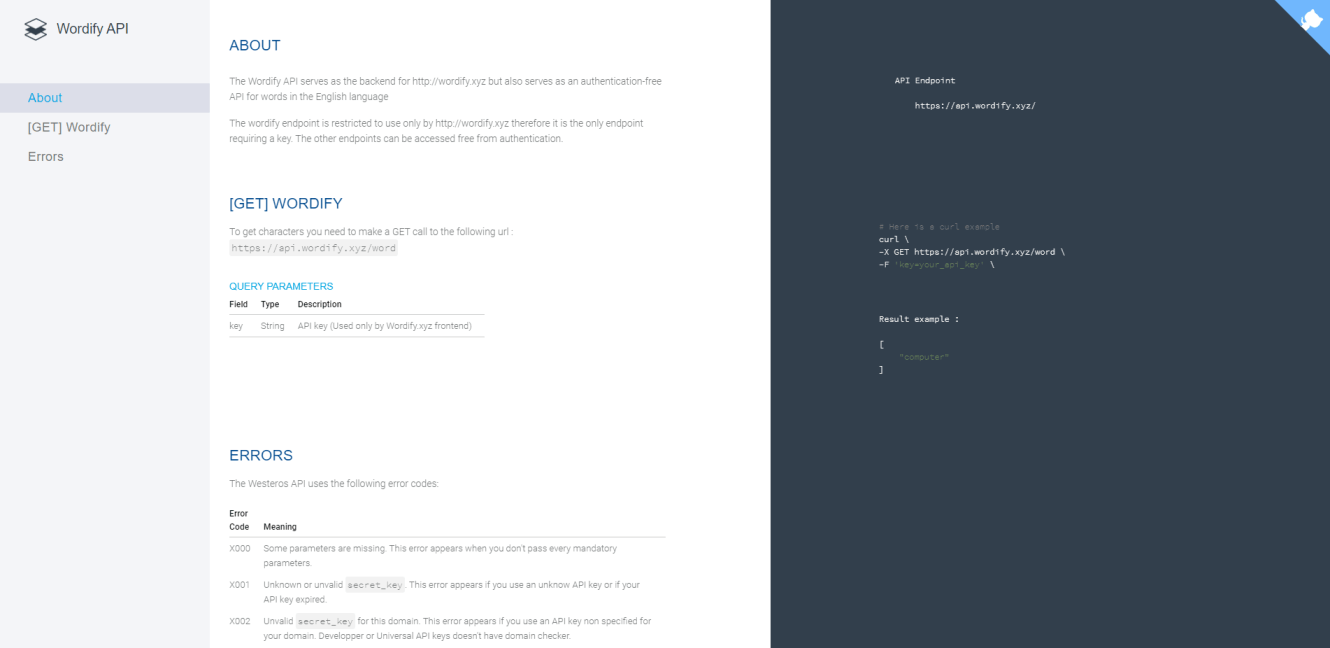 Wordify API
About
[GET] Wordify
Errors
ABOUT
The Wordify API serves as the backend for http://wordify.xyz but also serves as an authentication-free
API for words in the English language
The wordify endpoint is restricted to use only by http://wordify.xyz therefore it is the only endpoint
requiring a key. The other endpoints can be accessed free from authentication.
[GET] WORDIFY
To get characters you need to make a GET call to the following url :
https://api.wordify.xyz/word
QUERY PARAMETERS
Field Type Description
key String API key (Used only by Wordify.xyz frontend)
ERRORS
The Westeros API uses the following error codes:
Error
Code Meaning
X000 Some parameters are missing. This error appears when you don't pass every mandatory
parameters.
X001 Unknown or unvalid secret_key. This error appears if you use an unknow API key or if your
API key expired.
X002 Unvalid secret_key for this domain. This error appears if you use an API key non specified for
your domain. Developper or Universal API keys doesn't have domain checker.
API Endpoint
https://api.wordify.xyz/
# Here is a curl example
curl \
-X GET https://api.wordify.xyz/word \
-F 'key=your_api_key' \
Result example :
[
"computer"
]